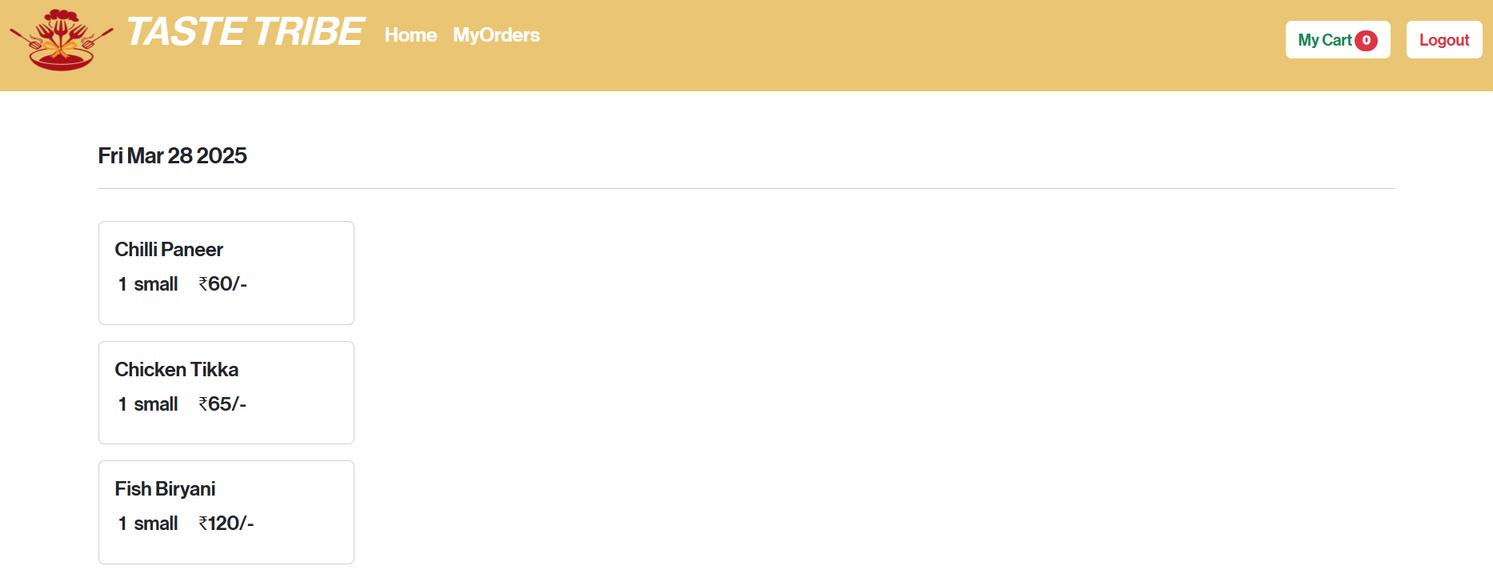 TASTE TRIBE Home MyOrders My Cart 0 Logout
Fri Mar 28 2025
Chilli Paneer
1 small ₹60/-
Chicken Tikka
1 small ₹65/-
Fish Biryani
1 small ₹120/-